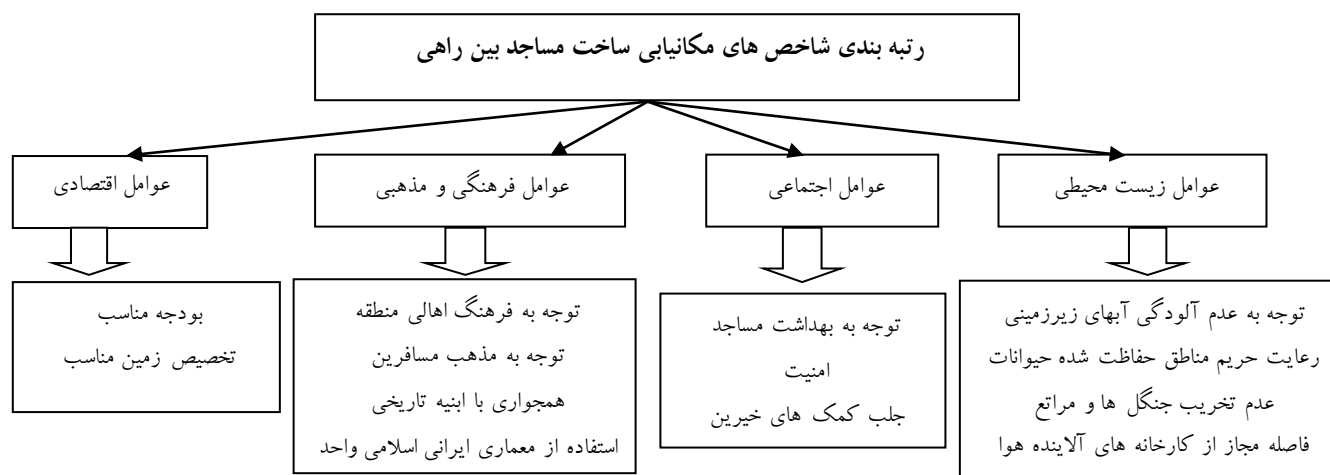 رتبه بندی شاخص های مکانیابی ساخت مساجد بین راهی
عوامل زیست محیطی
عوامل اجتماعی
عوامل فرهنگی و مذهبی
عوامل اقتصادی
توجه به عدم آلودگی آبهای زیرزمینی
رعایت حریم مناطق حفاظت شده حیوانات
عدم تخریب جنگل ها و مراتع
فاصله مجاز از کارخانه های آلاینده هوا
توجه به بهداشت مساجد
امنیت
جلب کمک های خیرین
توجه به فرهنگ اهالی منطقه
توجه به مذهب مسافرین
همجواری با ابنیه تاریخی
استفاده از معماری ایرانی اسلامی واحد
بودجه مناسب
تخصیص زمین مناسب